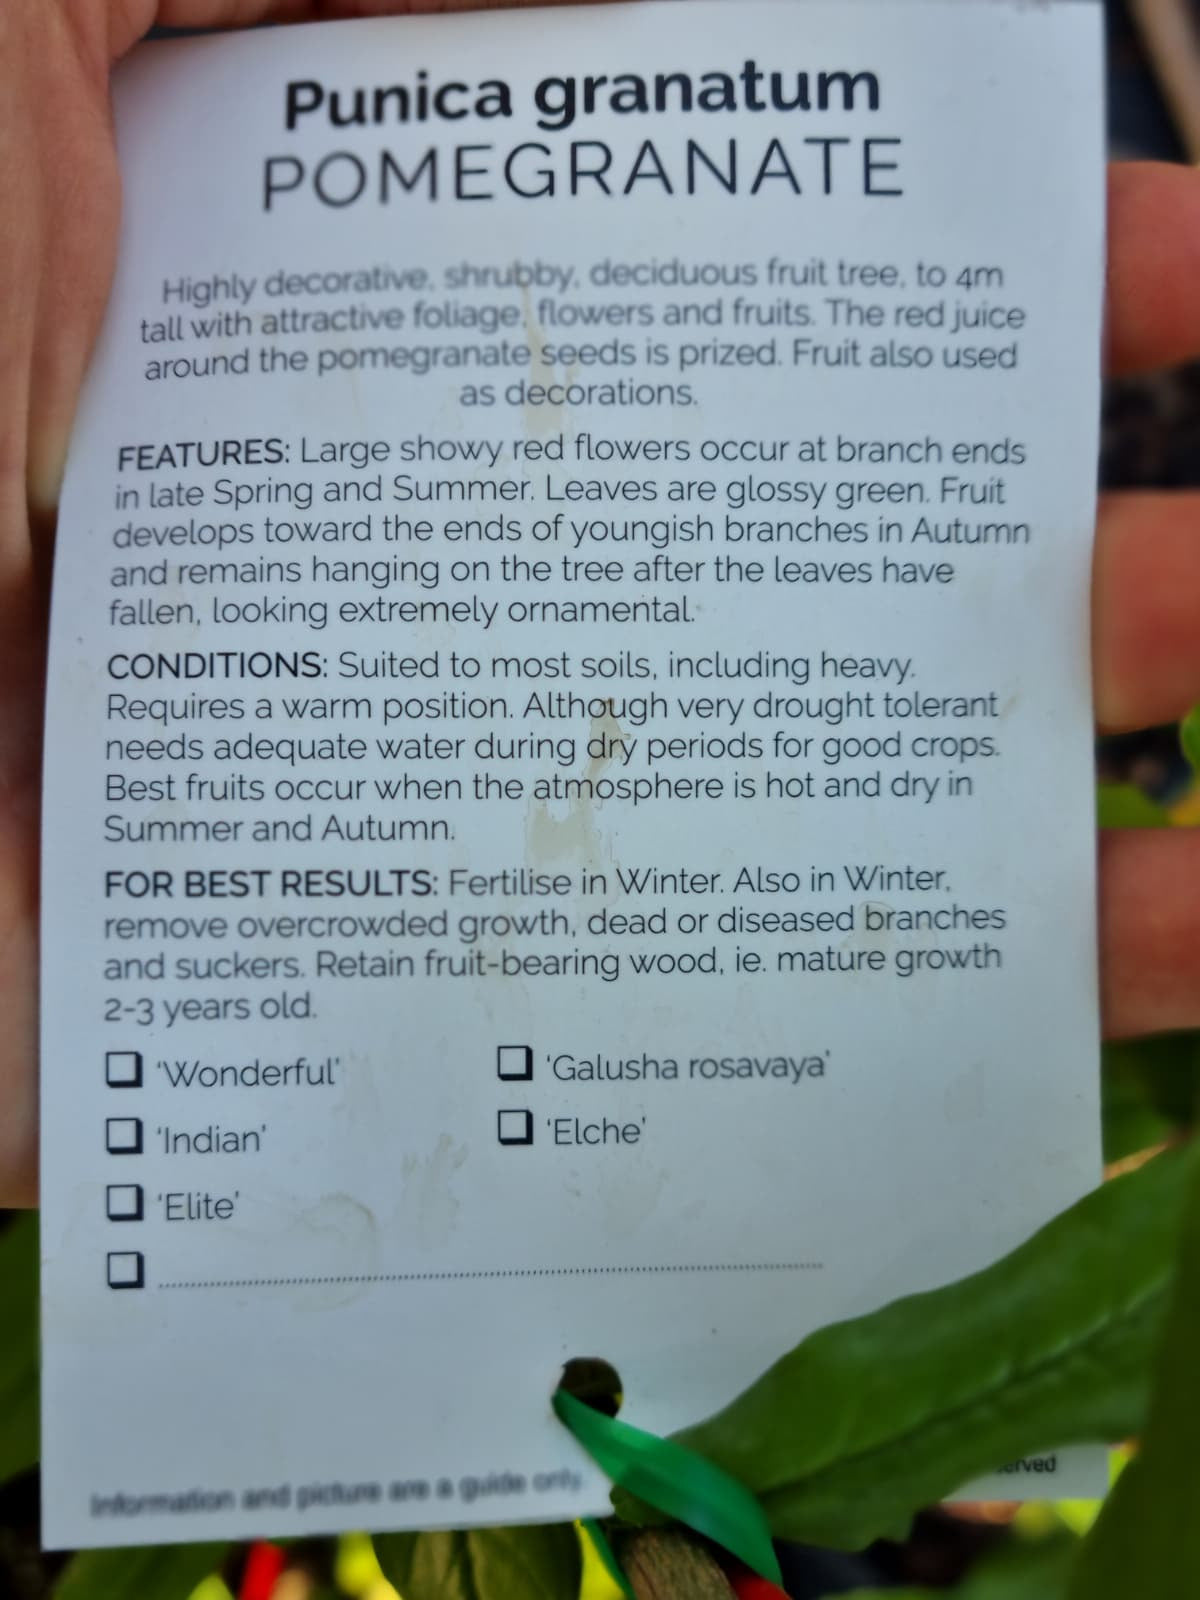 Punica granatum
POMEGRANATE
Highly decorative, shrubby, deciduous fruit tree, to 4m
tall with attractive foliage, flowers and fruits. The red juice
around the pomegranate seeds is prized. Fruit also used
as decorations.
FEATURES: Large showy red flowers occur at branch ends
in late Spring and Summer. Leaves are glossy green. Fruit
develops toward the ends of youngish branches in Autumn
and remains hanging on the tree after the leaves have
fallen, looking extremely ornamental.
CONDITIONS: Suited to most soils, including heavy.
Requires a warm position. Although very drought tolerant
needs adequate water during dry periods for good crops.
Best fruits occur when the atmosphere is hot and dry in
Summer and Autumn.
FOR BEST RESULTS: Fertilise in Winter. Also in Winter,
remove overcrowded growth, dead or diseased branches
and suckers. Retain fruit-bearing wood, ie. mature growth
2-3 years old.
'Wonderful' 'Galusha rosavaya'
'Indian' 'Elche'
'Elite'
Information and picture are a guide only.